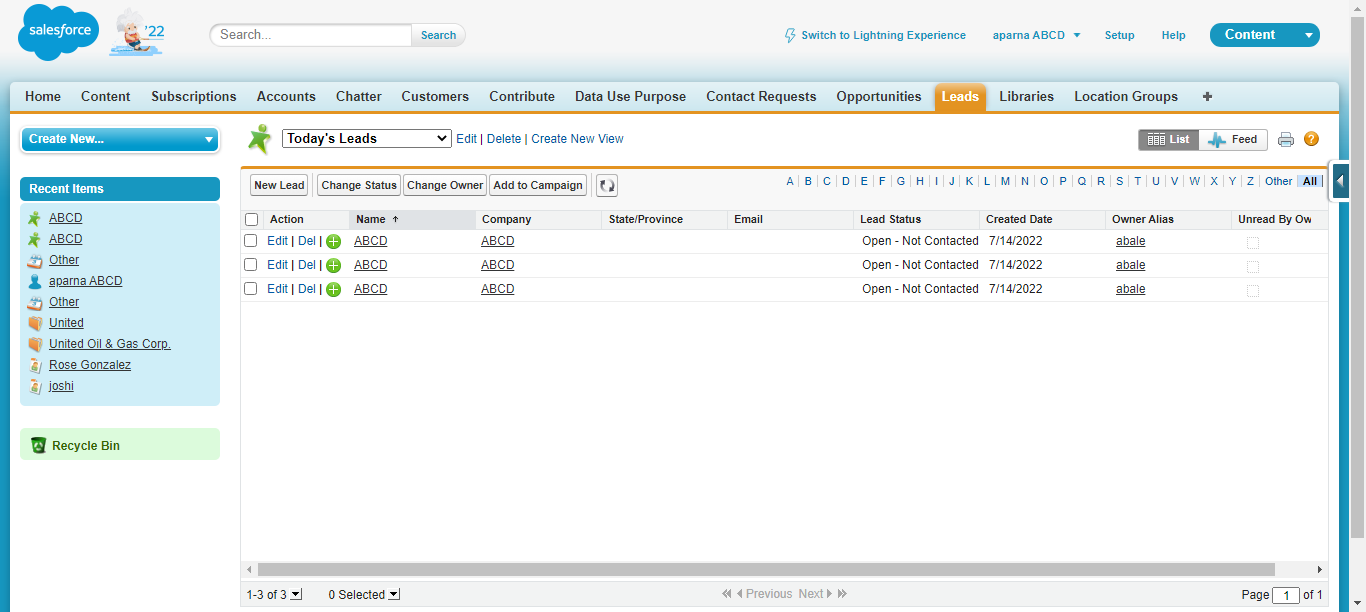 salesforce '22 Search... Search Switch to Lightning Experience aparna ABCD Setup Help Content
Home Content Subscriptions Accounts Chatter Customers Contribute Data Use Purpose Contact Requests Opportunities Leads Libraries Location Groups +
Create New...
Today's Leads Edit | Delete | Create New View List Feed ?
Recent Items
ABCD
ABCD
Other
aparna ABCD
Other
United
United Oil & Gas Corp.
Rose Gonzalez
joshi
Recycle Bin
New Lead Change Status Change Owner Add to Campaign A | B | C | D | E | F | G | H | I | J | K | L | M | N | O | P | Q | R | S | T | U | V | W | X | Y | Z | Other | All |
Action Name ↑ Company State/Province Email Lead Status Created Date Owner Alias Unread By Ow
Edit | Del | ABCD ABCD Open - Not Contacted 7/14/2022 abale
Edit | Del | ABCD ABCD Open - Not Contacted 7/14/2022 abale
Edit | Del | ABCD ABCD Open - Not Contacted 7/14/2022 abale
1-3 of 3 0 Selected Previous Next Page 1 of 1